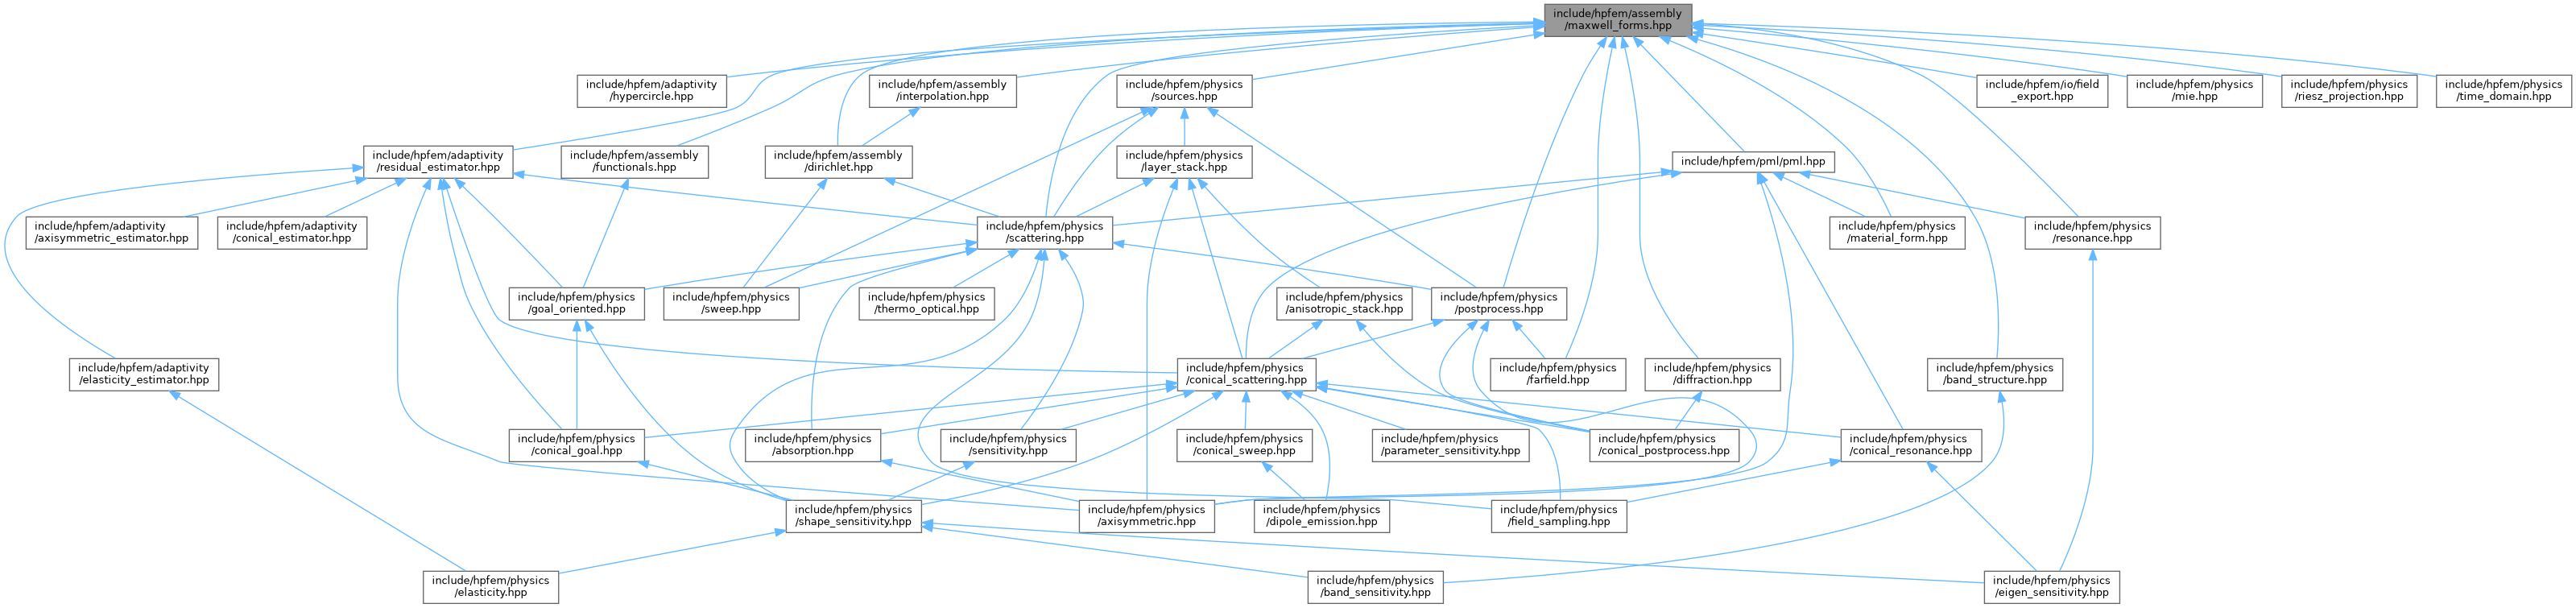 include/hpfem/assembly
/maxwell_forms.hpp
include/hpfem/adaptivity
/hypercircle.hpp
include/hpfem/assembly
/interpolation.hpp
include/hpfem/physics
/sources.hpp
include/hpfem/io/field
_export.hpp
include/hpfem/physics
/mie.hpp
include/hpfem/physics
/riesz_projection.hpp
include/hpfem/physics
/time_domain.hpp
include/hpfem/adaptivity
/residual_estimator.hpp
include/hpfem/assembly
/functionals.hpp
include/hpfem/assembly
/dirichlet.hpp
include/hpfem/physics
/layer_stack.hpp
include/hpfem/pml/pml.hpp
include/hpfem/adaptivity
/axisymmetric_estimator.hpp
include/hpfem/adaptivity
/conical_estimator.hpp
include/hpfem/physics
/scattering.hpp
include/hpfem/physics
/material_form.hpp
include/hpfem/physics
/resonance.hpp
include/hpfem/physics
/goal_oriented.hpp
include/hpfem/physics
/sweep.hpp
include/hpfem/physics
/thermo_optical.hpp
include/hpfem/physics
/anisotropic_stack.hpp
include/hpfem/physics
/postprocess.hpp
include/hpfem/adaptivity
/elasticity_estimator.hpp
include/hpfem/physics
/conical_scattering.hpp
include/hpfem/physics
/farfield.hpp
include/hpfem/physics
/diffraction.hpp
include/hpfem/physics
/band_structure.hpp
include/hpfem/physics
/conical_goal.hpp
include/hpfem/physics
/absorption.hpp
include/hpfem/physics
/sensitivity.hpp
include/hpfem/physics
/conical_sweep.hpp
include/hpfem/physics
/parameter_sensitivity.hpp
include/hpfem/physics
/conical_postprocess.hpp
include/hpfem/physics
/conical_resonance.hpp
include/hpfem/physics
/shape_sensitivity.hpp
include/hpfem/physics
/axisymmetric.hpp
include/hpfem/physics
/dipole_emission.hpp
include/hpfem/physics
/field_sampling.hpp
include/hpfem/physics
/elasticity.hpp
include/hpfem/physics
/band_sensitivity.hpp
include/hpfem/physics
/eigen_sensitivity.hpp